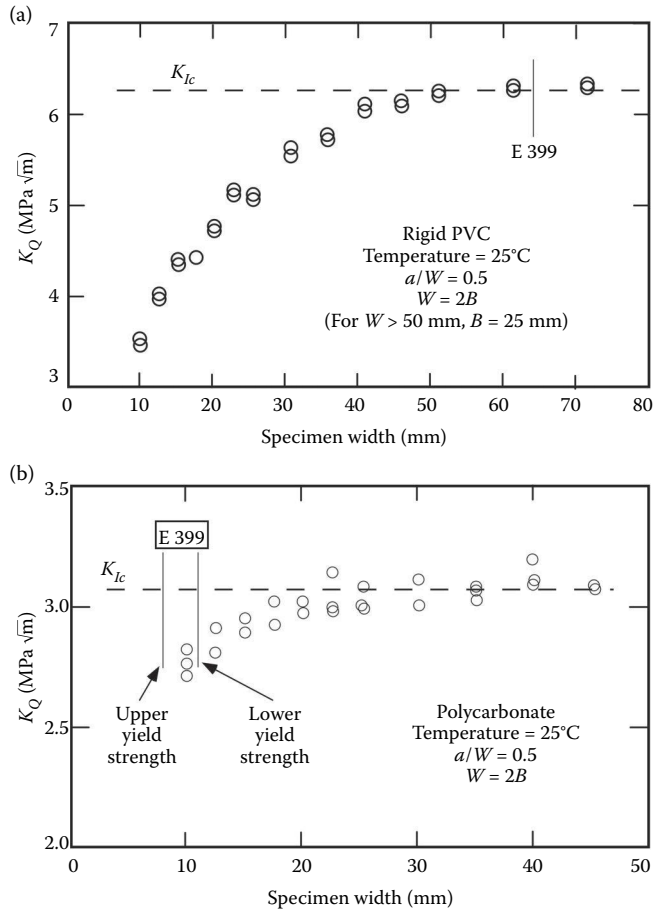 (a)
7
6
5
4
3
K_Q (MPa √m)
K_Ic
E 399
Rigid PVC
Temperature = 25°C
a/W = 0.5
W = 2B
(For W > 50 mm, B = 25 mm)
0 10 20 30 40 50 60 70 80
Specimen width (mm)
(b)
3.5
3.0
2.5
2.0
K_Q (MPa √m)
E 399
K_Ic
Upper
yield
strength
Lower
yield
strength
Polycarbonate
Temperature = 25°C
a/W = 0.5
W = 2B
0 10 20 30 40 50
Specimen width (mm)